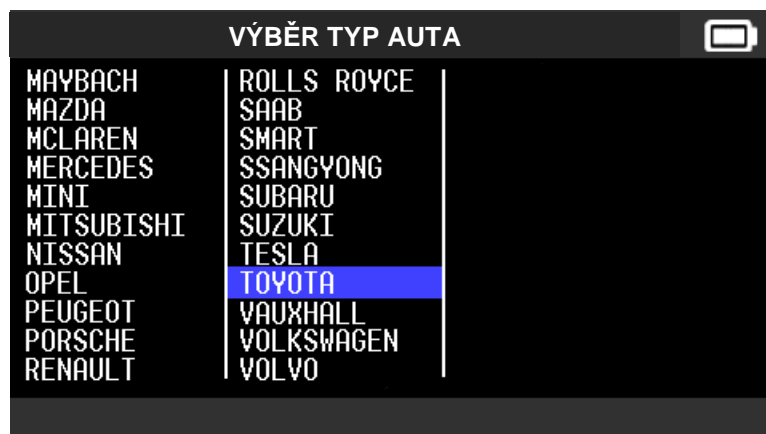 VÝBĚR TYP AUTA
MAYBACH
MAZDA
MCLAREN
MERCEDES
MINI
MITSUBISHI
NISSAN
OPEL
PEUGEOT
PORSCHE
RENAULT
ROLLS ROYCE
SAAB
SMART
SSANGYONG
SUBARU
SUZUKI
TESLA
TOYOTA
VAUXHALL
VOLKSWAGEN
VOLVO